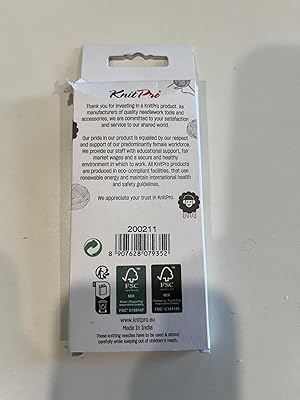 KnitPro
Thank you for investing in a KnitPro product. As
manufacturers of quality needlework tools and
accessories, we are committed to your satisfaction
and service to our shared world.
Our pride in our product is equalled by our respect
and support of our predominantly female workforce.
We provide our staff with educational support, fair
market wages and a secure and healthy
environment in which to work. All KnitPro products
are produced in eco-compliant facilities, that use
renewable energy and maintain international health
and safety guidelines.
We appreciate your trust in KnitPro.
200211
8 907628 079352
FSC
MIX
FSC
MIX
www.knitpro.eu
Made In India
These knitting needles have to be used & stored
carefully while keeping out of children's reach.